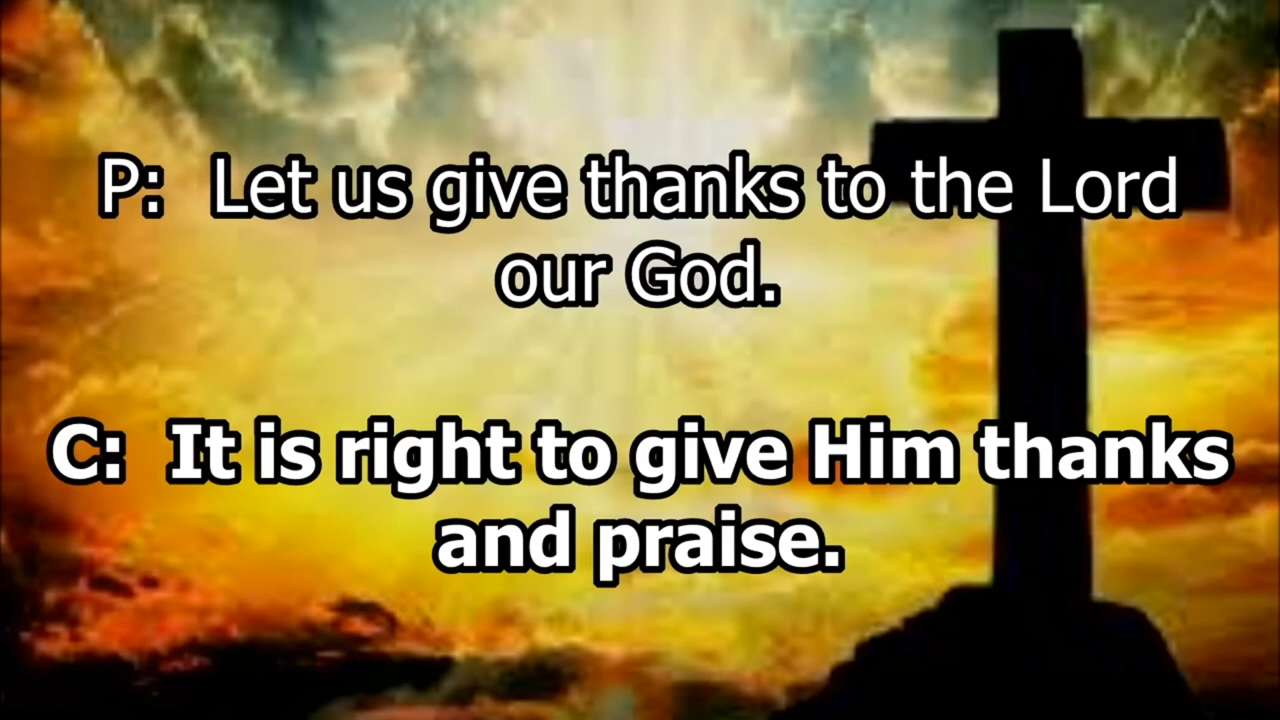 P:  Let us give thanks to the Lord
our God.
C:  It is right to give Him thanks
and praise.